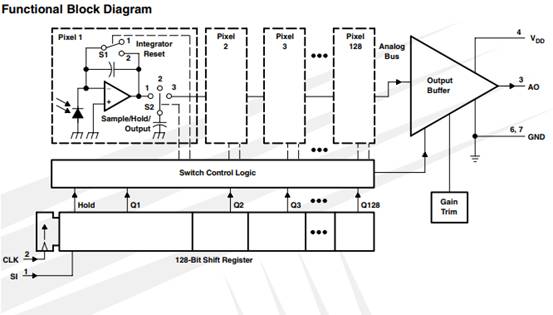 Functional Block Diagram
Pixel 1
S1
1
2
Integrator
Reset
1
2
3
S2
Sample/Hold/
Output
Pixel
2
Pixel
3
Pixel
128
Analog
Bus
Output
Buffer
4
VDD
3
AO
6, 7
GND
Switch Control Logic
Gain
Trim
Hold
Q1
Q2
Q3
Q128
CLK
2
SI
1
128-Bit Shift Register